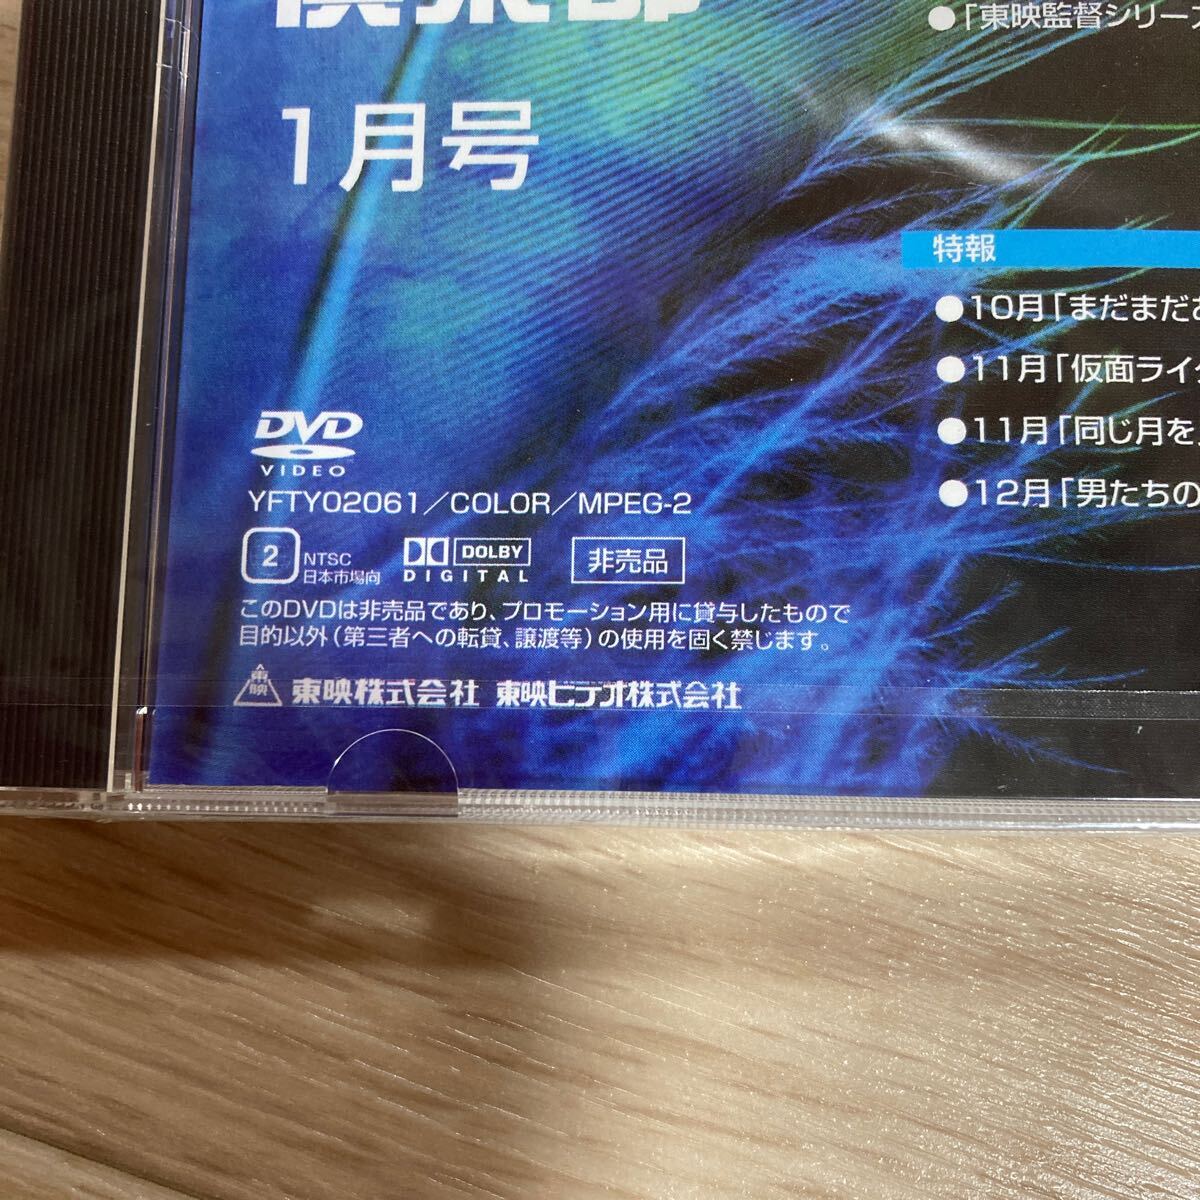 倶楽部
1月号
●「東映監督シリーズ
特報
●10月「まだまだあ
●11月「仮面ライダ
●11月「同じ月を
●12月「男たちの
DVD
VIDEO
YFTY02061/COLOR/MPEG-2
2 NTSC
日本市場向
DOLBY
DIGITAL
非売品
このDVDは非売品であり、プロモーション用に貸与したもので
目的以外(第三者への転貸、譲渡等)の使用を固く禁じます。
東映 東映株式会社 東映ビデオ株式会社